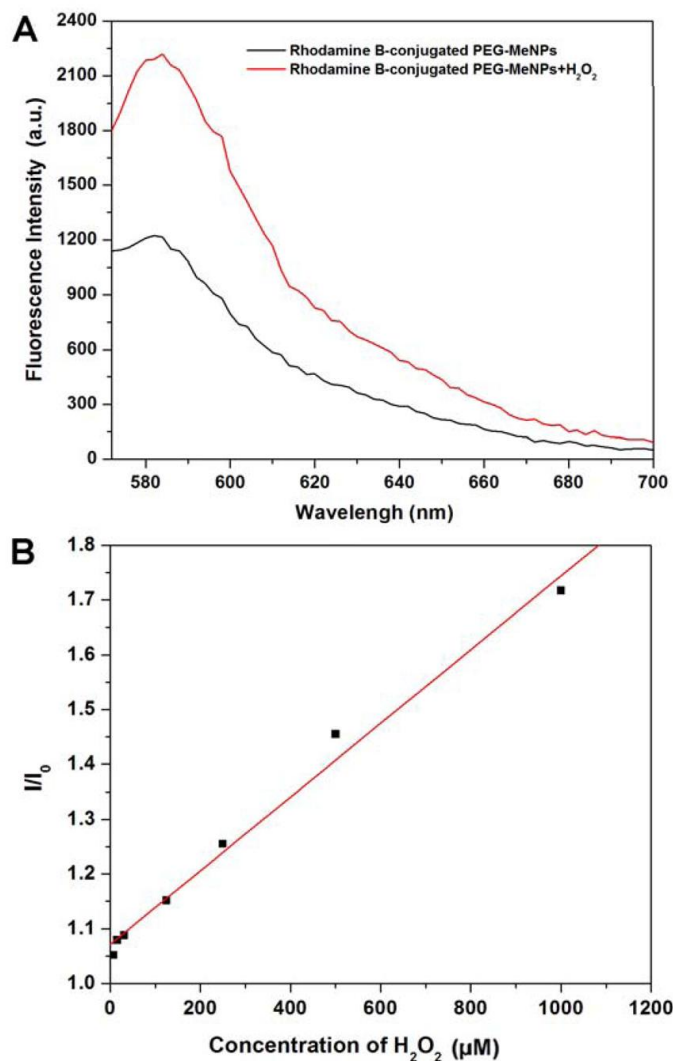 A
2400
2100
1800
1500
1200
900
600
300
0
Fluorescence Intensity (a.u.)
Rhodamine B-conjugated PEG-MeNPs
Rhodamine B-conjugated PEG-MeNPs+H₂O₂
580 600 620 640 660 680 700
Wavelengh (nm)
B
1.8
1.7
1.6
1.5
1.4
1.3
1.2
1.1
1.0
I/I₀
0 200 400 600 800 1000 1200
Concentration of H₂O₂ (μM)